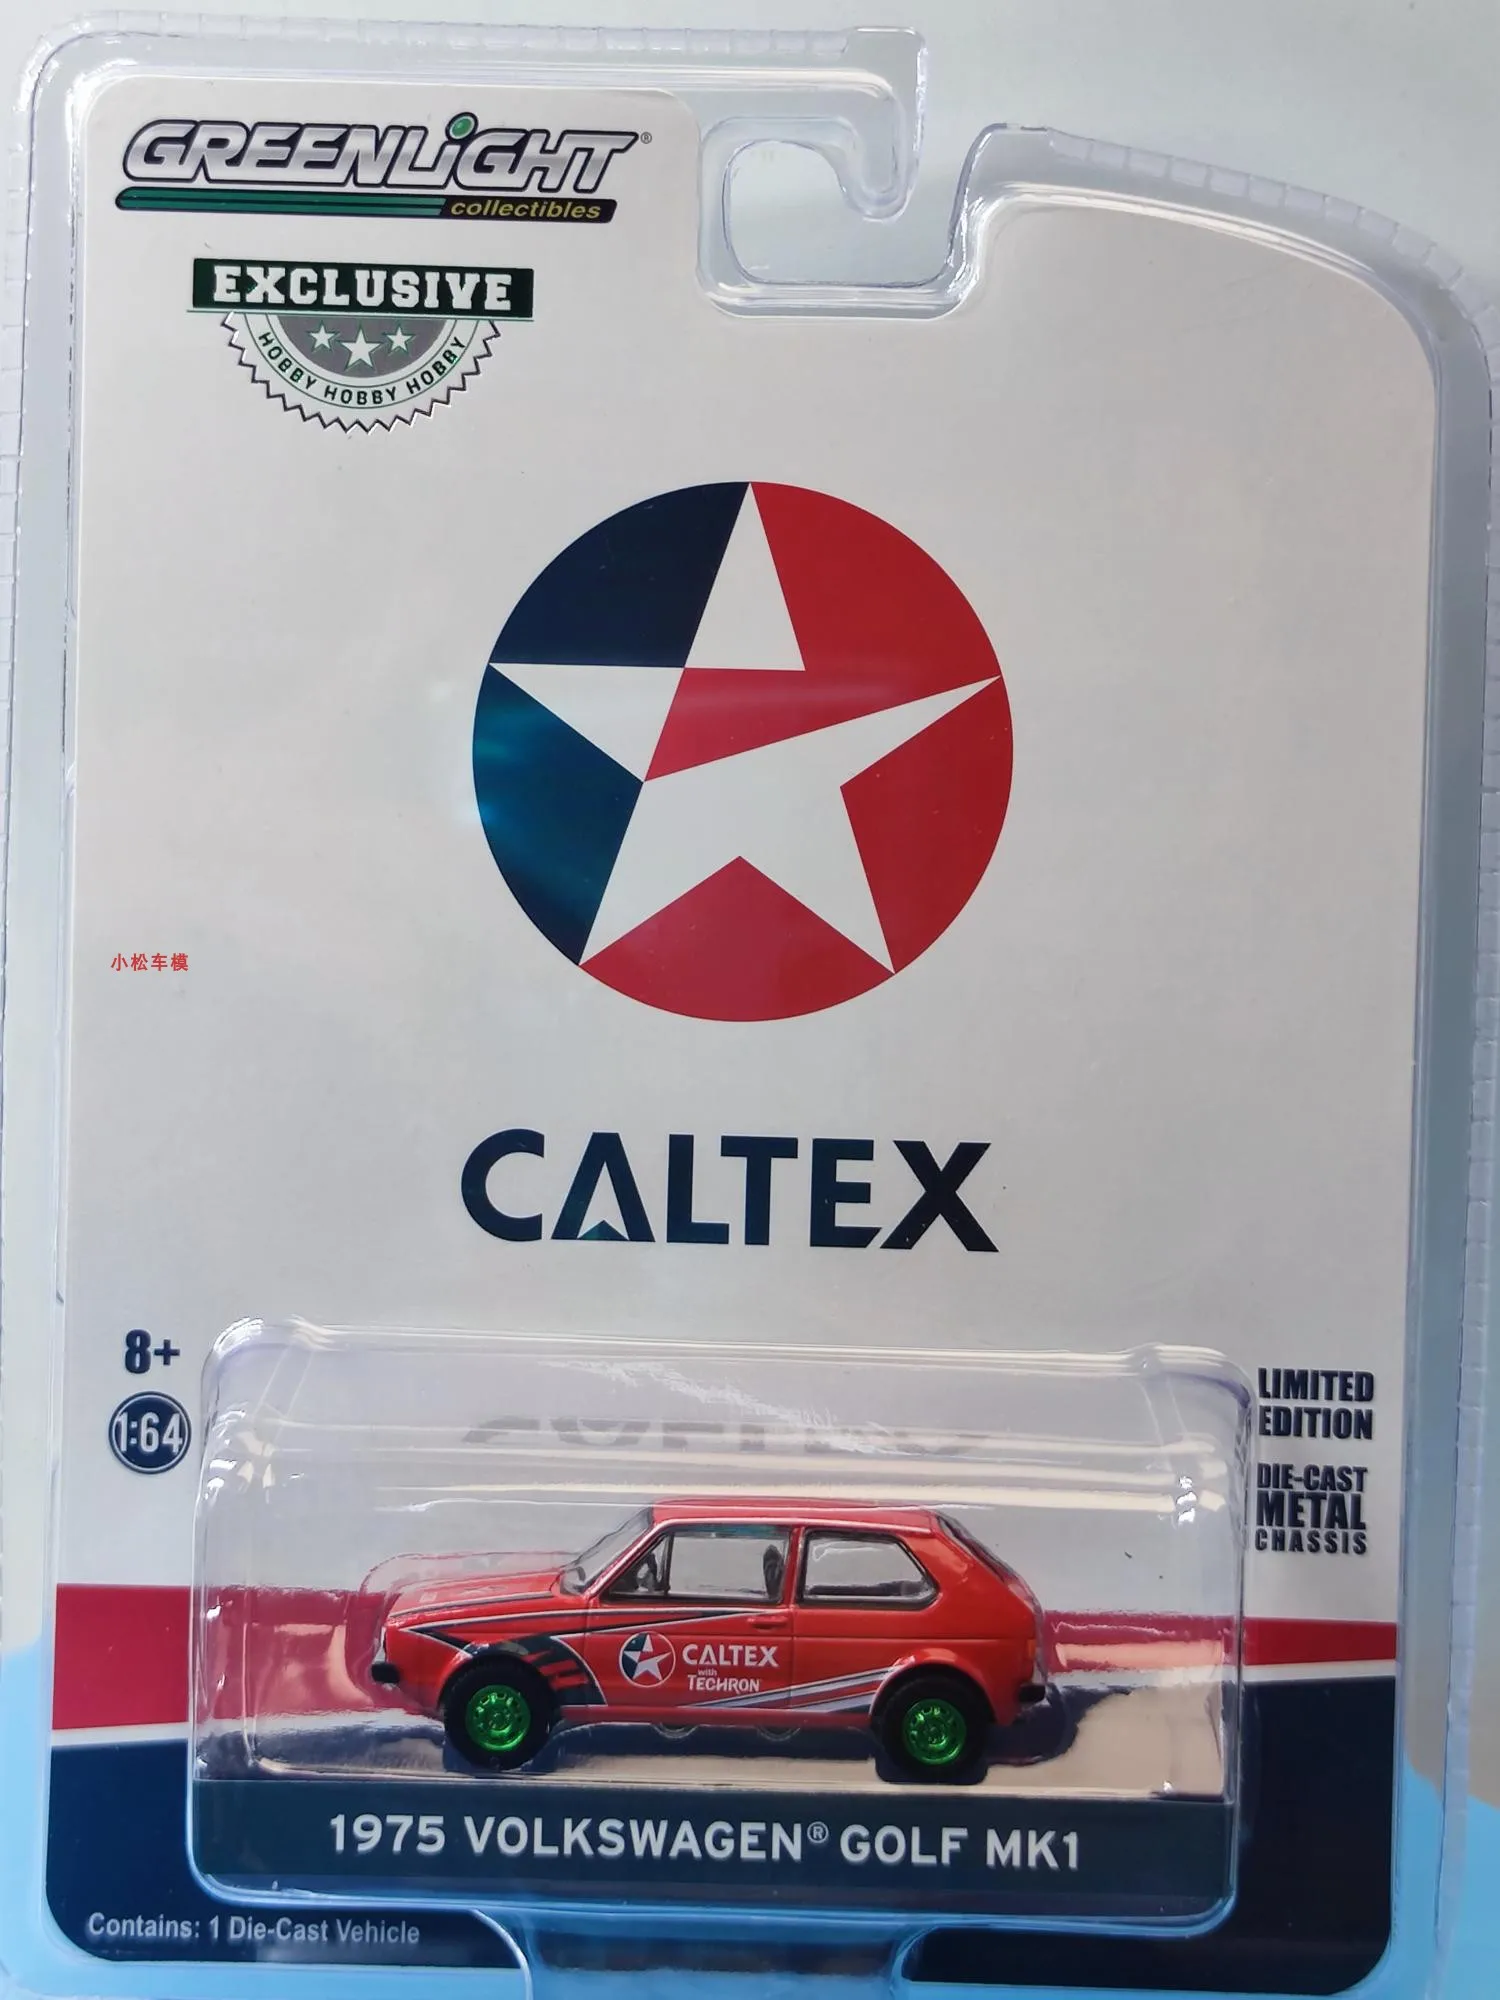 GREENLiGHT®
collectibles
EXCLUSIVE
HOBBY HOBBY HOBBY
小松车模
CALTEX
8+
1:64
LIMITED
EDITION
DIE-CAST
METAL
CHASSIS
CALTEX
with
TECHRON
1975 VOLKSWAGEN® GOLF MK1
Contains: 1 Die-Cast Vehicle